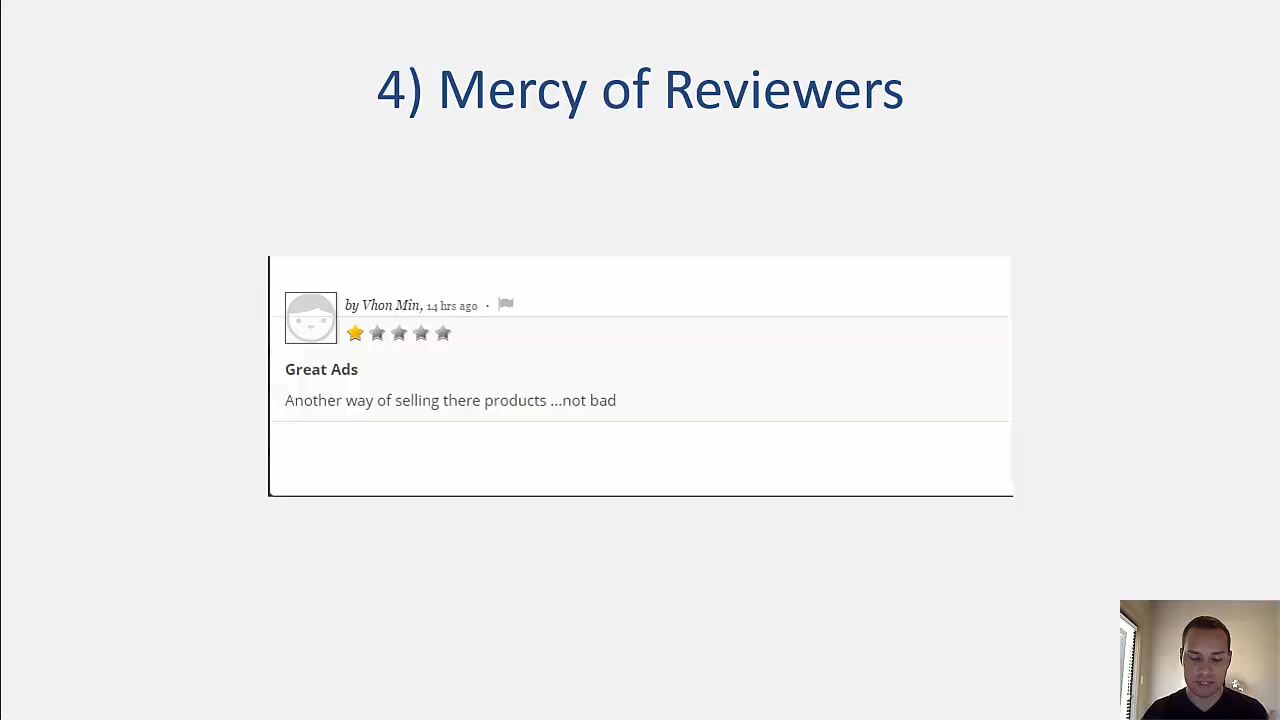 4) Mercy of Reviewers
by Vhon Min, 14 hrs ago ·
Great Ads
Another way of selling there products ...not bad